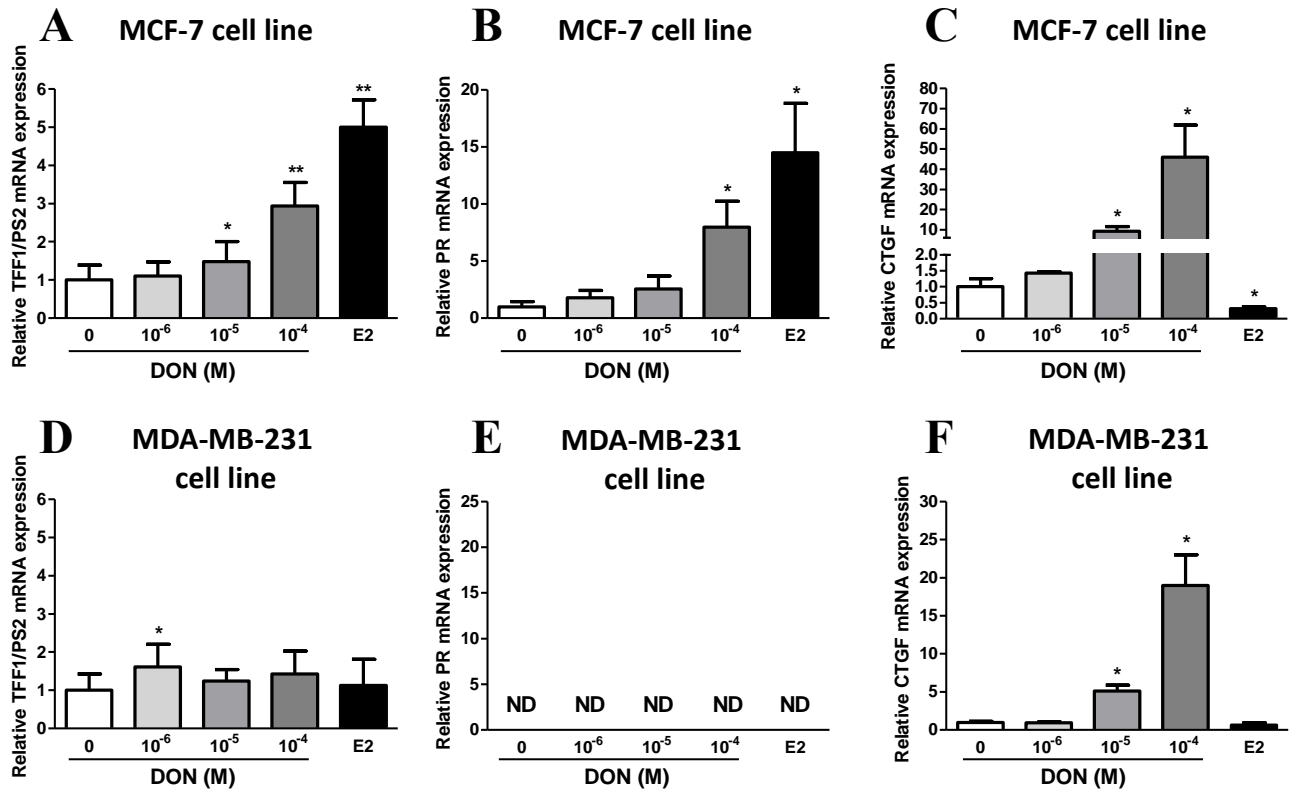 A
MCF-7 cell line
Relative TFF1/PS2 mRNA expression
6
5
4
3
2
1
0
*
**
**
0 10⁻⁶ 10⁻⁵ 10⁻⁴ E2
DON (M)
B
MCF-7 cell line
Relative PR mRNA expression
20
15
10
5
0
*
*
0 10⁻⁶ 10⁻⁵ 10⁻⁴ E2
DON (M)
C
MCF-7 cell line
Relative CTGF mRNA expression
80
70
60
50
40
30
20
10
2.0
1.5
1.0
0.5
0.0
*
*
*
0 10⁻⁶ 10⁻⁵ 10⁻⁴ E2
DON (M)
D
MDA-MB-231
cell line
Relative TFF1/PS2 mRNA expression
6
5
4
3
2
1
0
*
0 10⁻⁶ 10⁻⁵ 10⁻⁴ E2
DON (M)
E
MDA-MB-231
cell line
Relative PR mRNA expression
25
20
15
10
5
0
ND ND ND ND ND
0 10⁻⁶ 10⁻⁵ 10⁻⁴ E2
DON (M)
F
MDA-MB-231
cell line
Relative CTGF mRNA expression
30
25
20
15
10
5
0
*
*
0 10⁻⁶ 10⁻⁵ 10⁻⁴ E2
DON (M)